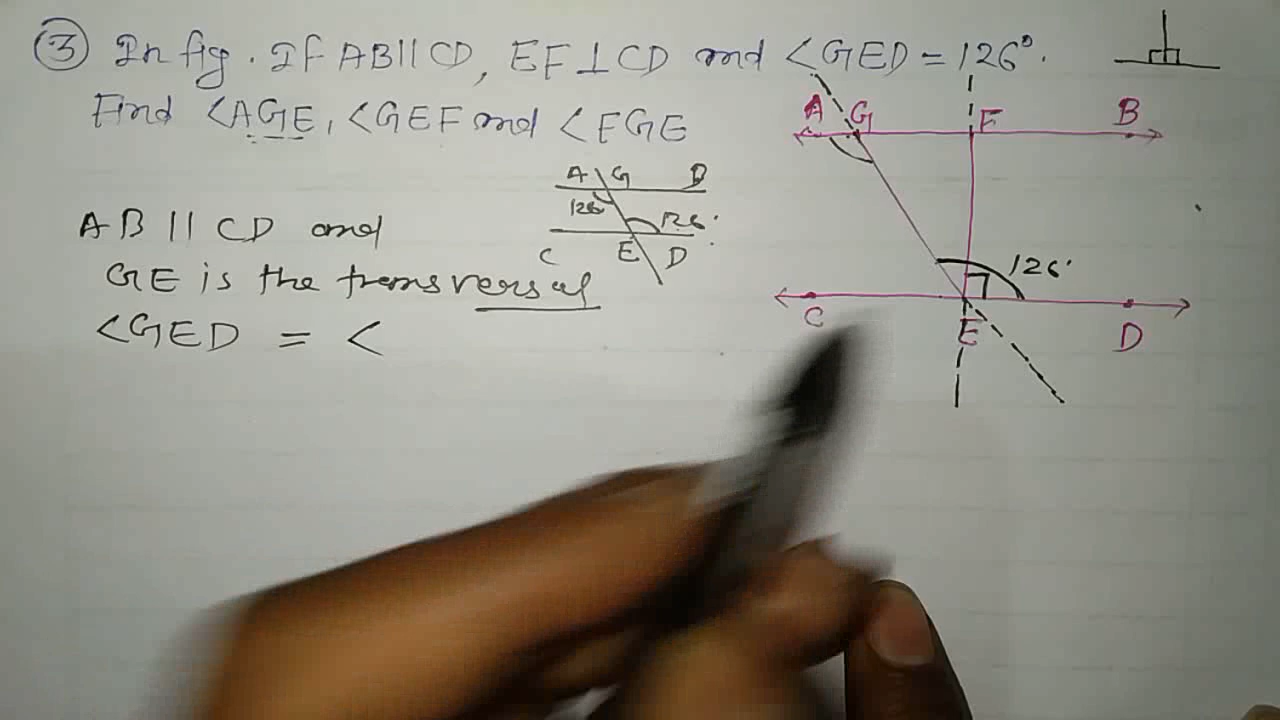 ③ In fig. If AB||CD, EF⊥CD and <GED = 126°.
Find <AGE, <GEF and <FGE
A G F B
A G B
126 126°
C E D
AB || CD and
GE is the transversal
<GED = <
126°
C E D